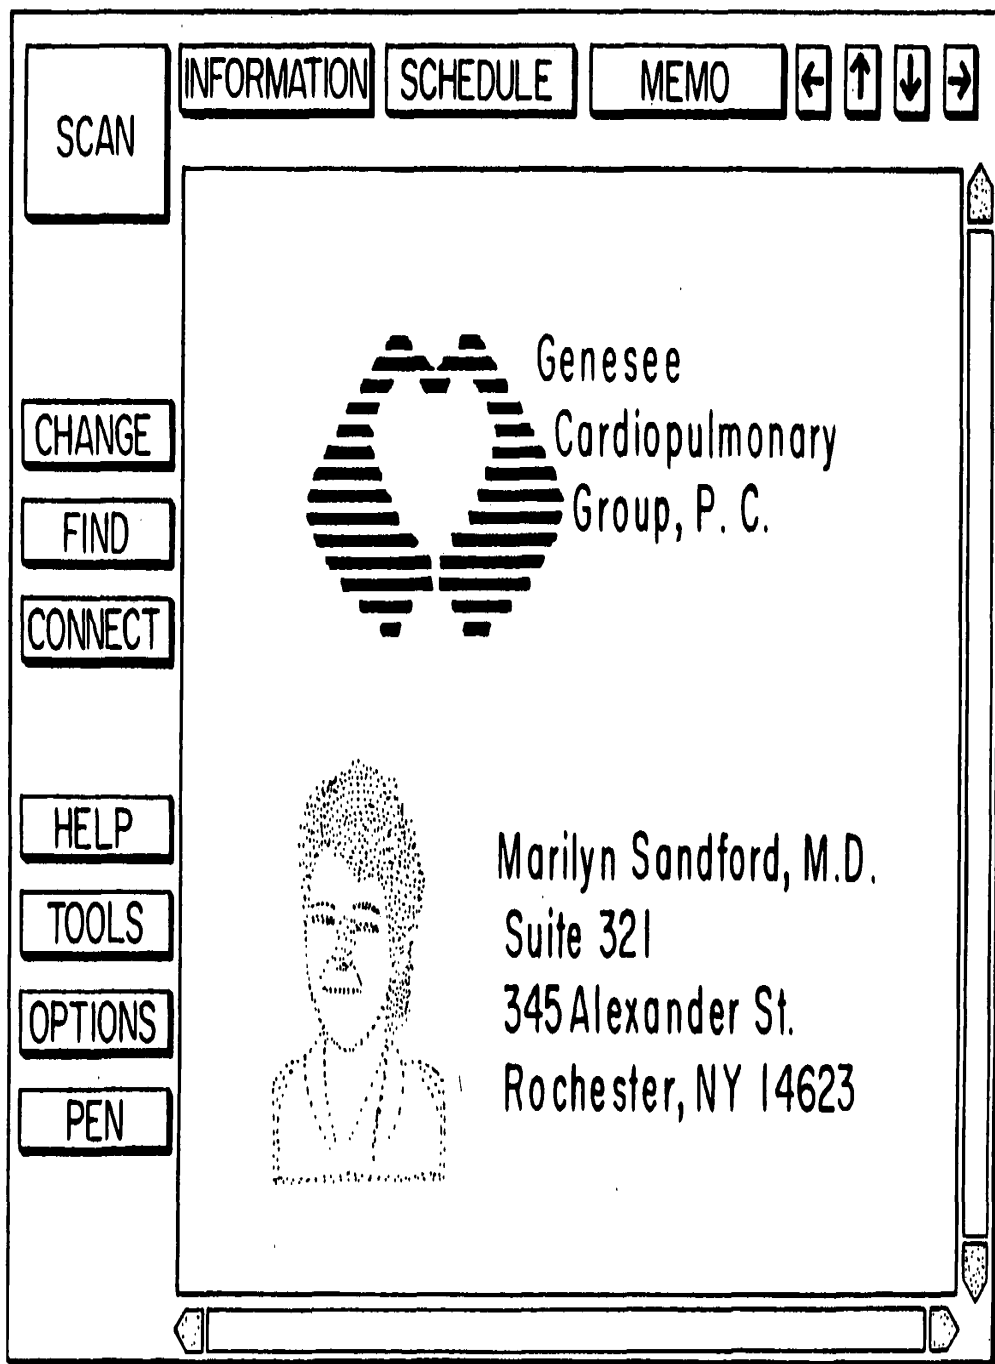 SCAN
INFORMATION
SCHEDULE
MEMO
CHANGE
FIND
CONNECT
HELP
TOOLS
OPTIONS
PEN
Genesee
Cardiopulmonary
Group, P. C.
Marilyn Sandford, M.D.
Suite 321
345 Alexander St.
Rochester, NY 14623